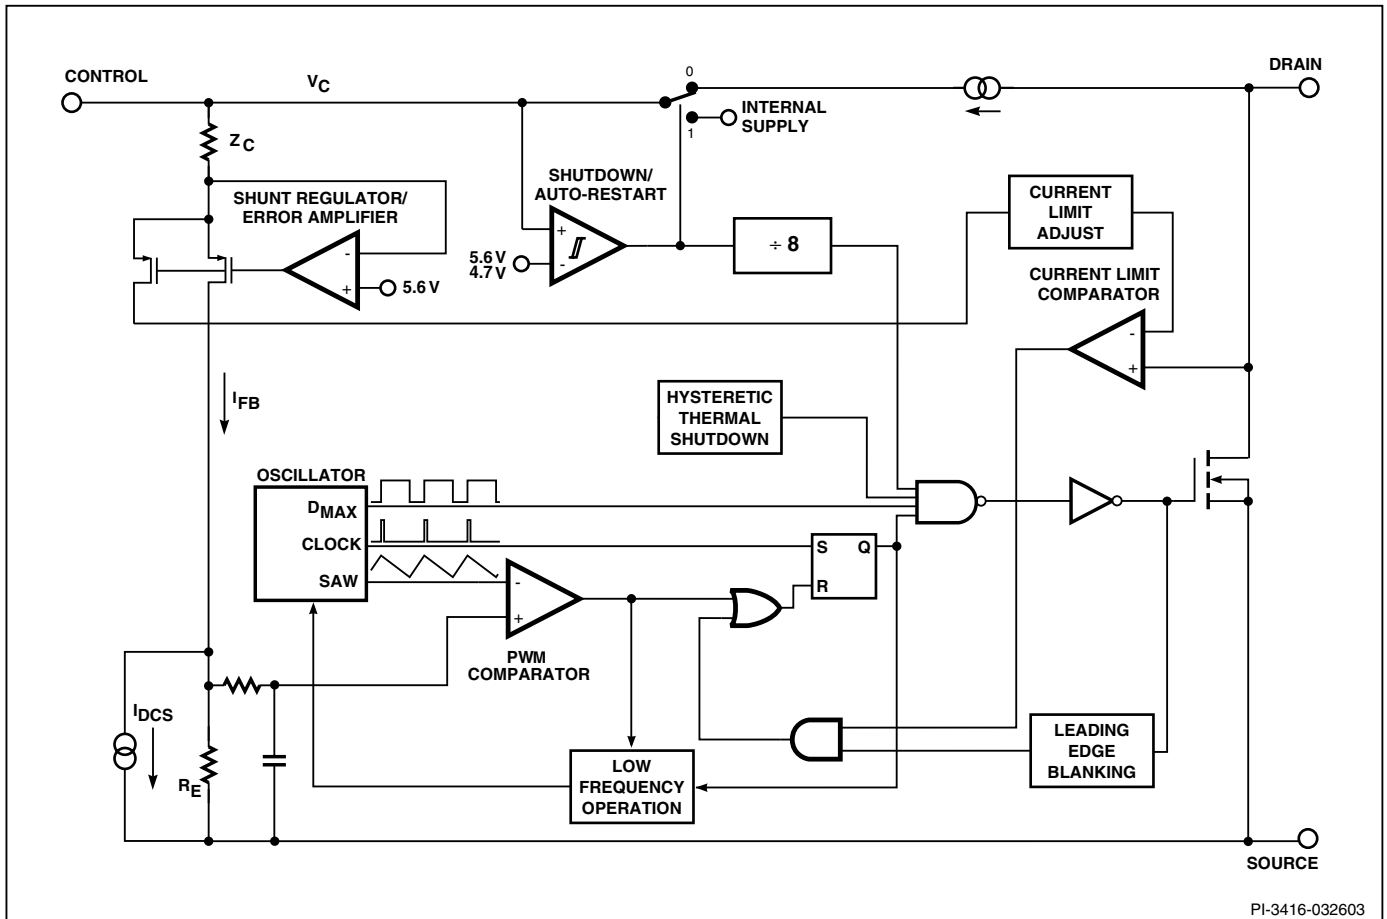 CONTROL
VC
0
DRAIN
INTERNAL
SUPPLY
1
ZC
SHUNT REGULATOR/
ERROR AMPLIFIER
-
+
5.6 V
SHUTDOWN/
AUTO-RESTART
+
-
5.6 V
4.7 V
÷ 8
CURRENT
LIMIT
ADJUST
CURRENT LIMIT
COMPARATOR
-
+
IFB
HYSTERETIC
THERMAL
SHUTDOWN
OSCILLATOR
DMAX
CLOCK
SAW
-
+
PWM
COMPARATOR
S
Q
R
IDCS
RE
LOW
FREQUENCY
OPERATION
LEADING
EDGE
BLANKING
SOURCE
PI-3416-032603